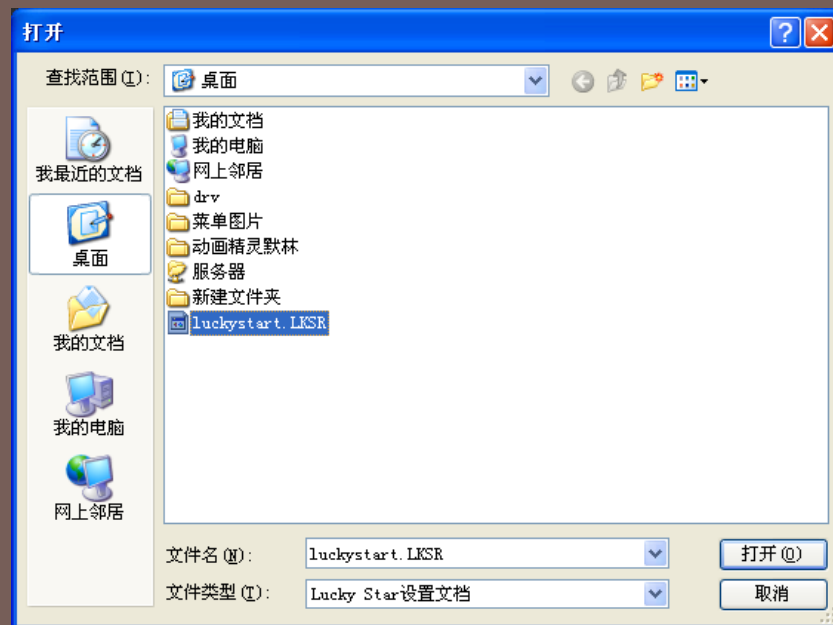 打开
查找范围(I):
桌面
我最近的文档
桌面
我的文档
我的电脑
网上邻居
我的文档
我的电脑
网上邻居
drv
菜单图片
动画精灵默林
服务器
新建文件夹
luckystart.LKSR
文件名(N):
luckystart.LKSR
打开(O)
文件类型(T):
Lucky Star设置文档
取消